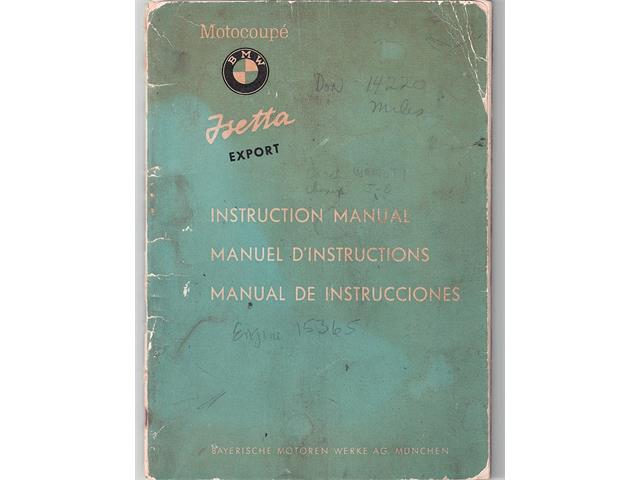 Motocoupé
BMW
Don 14220
miles
Isetta
EXPORT
J-8
INSTRUCTION MANUAL
MANUEL D'INSTRUCTIONS
MANUAL DE INSTRUCCIONES
Engine 15365
BAYERISCHE MOTOREN WERKE AG. MÜNCHEN